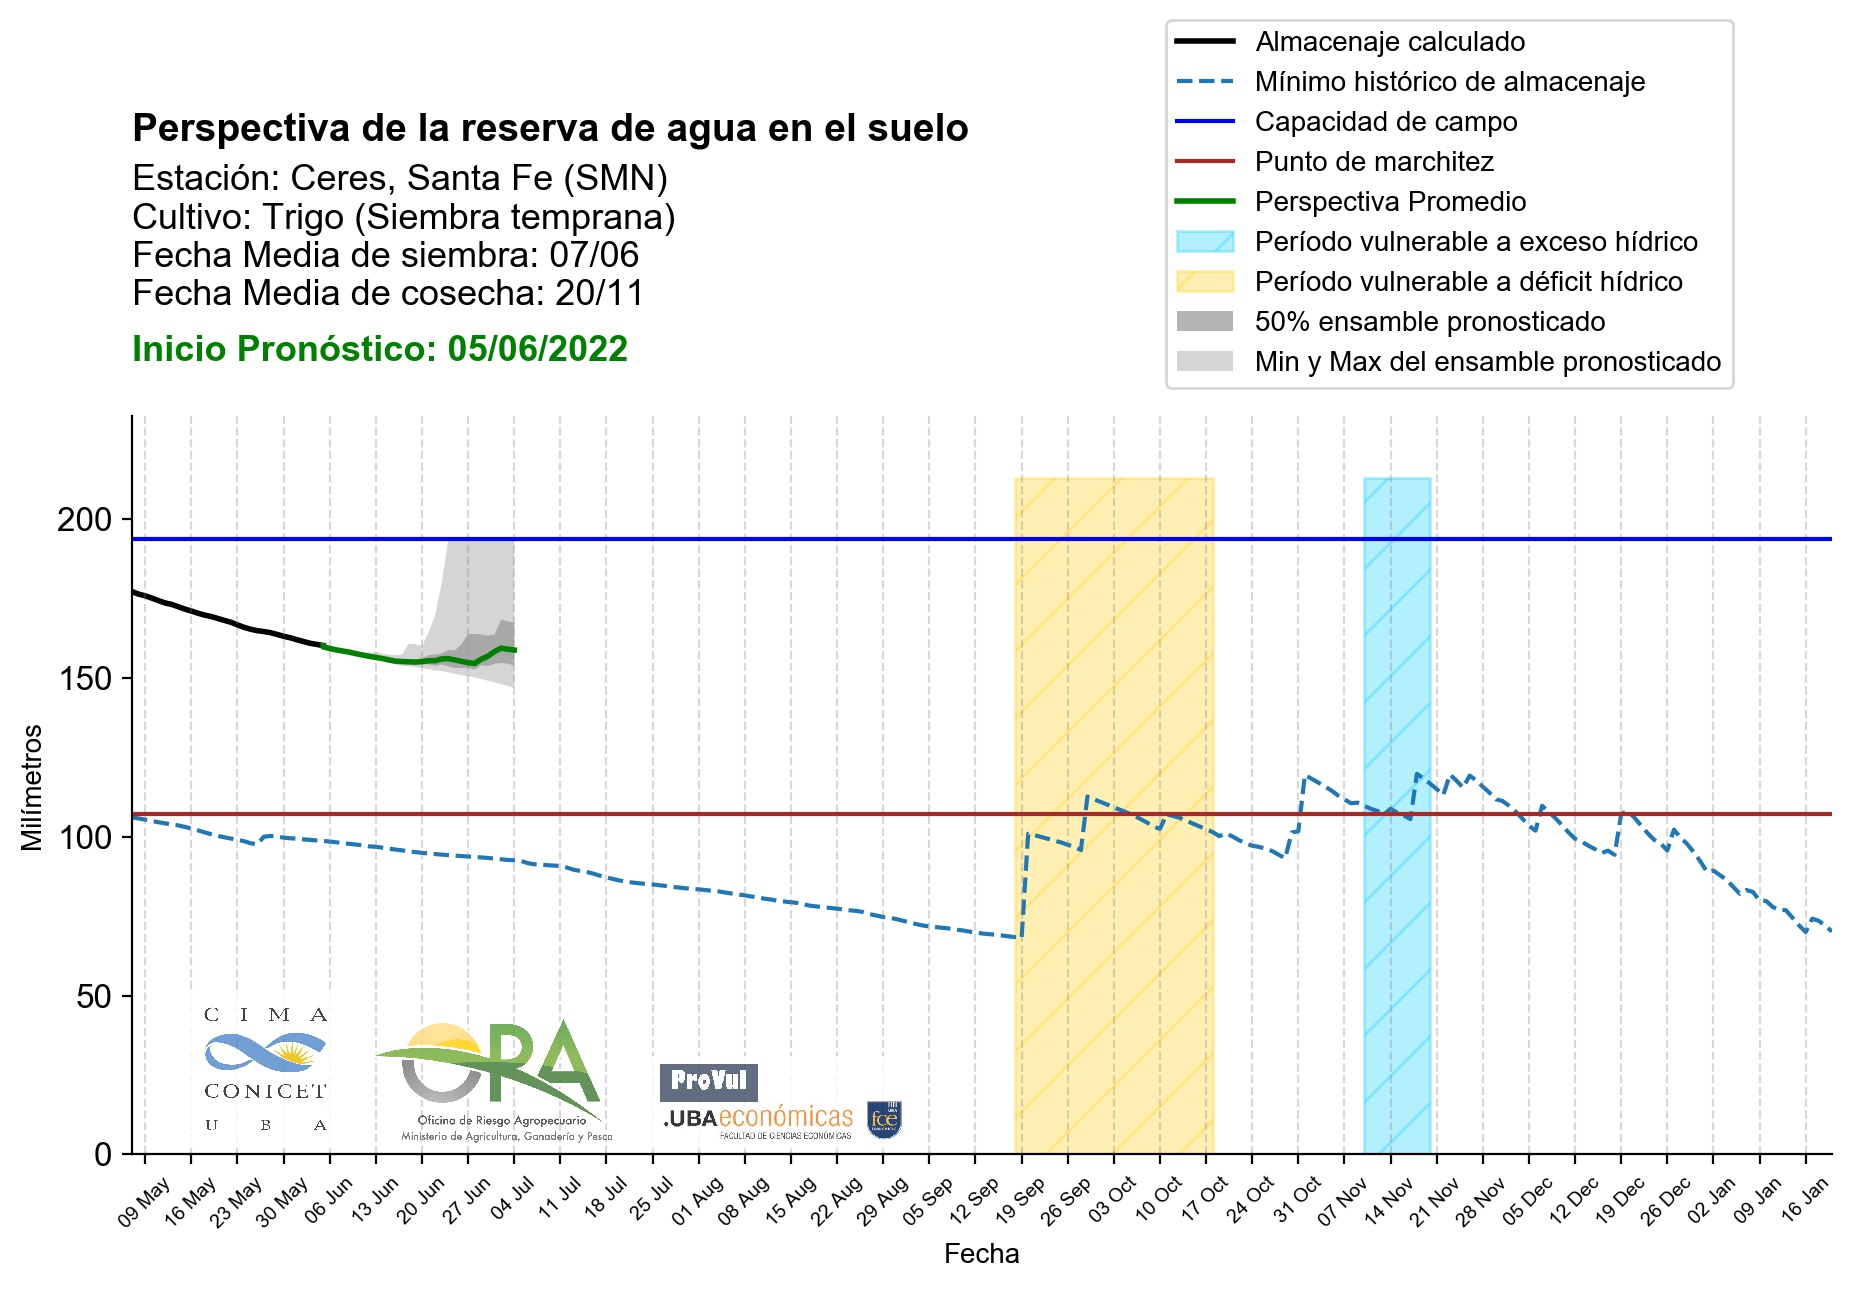 Almacenaje calculado
Mínimo histórico de almacenaje
Capacidad de campo
Punto de marchitez
Perspectiva Promedio
Período vulnerable a exceso hídrico
Período vulnerable a déficit hídrico
50% ensamble pronosticado
Min y Max del ensamble pronosticado
Perspectiva de la reserva de agua en el suelo
Estación: Ceres, Santa Fe (SMN)
Cultivo: Trigo (Siembra temprana)
Fecha Media de siembra: 07/06
Fecha Media de cosecha: 20/11
Inicio Pronóstico: 05/06/2022
Milímetros
200
150
100
50
0
CIMA
CONICET
UBA
ORA
Oficina de Riesgo Agropecuario
Ministerio de Agricultura, Ganadería y Pesca
ProVul
.UBAeconómicas
FACULTAD DE CIENCIAS ECONÓMICAS
fce
09 May
16 May
23 May
30 May
06 Jun
13 Jun
20 Jun
27 Jun
04 Jul
11 Jul
18 Jul
25 Jul
01 Aug
08 Aug
15 Aug
22 Aug
29 Aug
05 Sep
12 Sep
19 Sep
26 Sep
03 Oct
10 Oct
17 Oct
24 Oct
31 Oct
07 Nov
14 Nov
21 Nov
28 Nov
05 Dec
12 Dec
19 Dec
26 Dec
02 Jan
09 Jan
16 Jan
Fecha